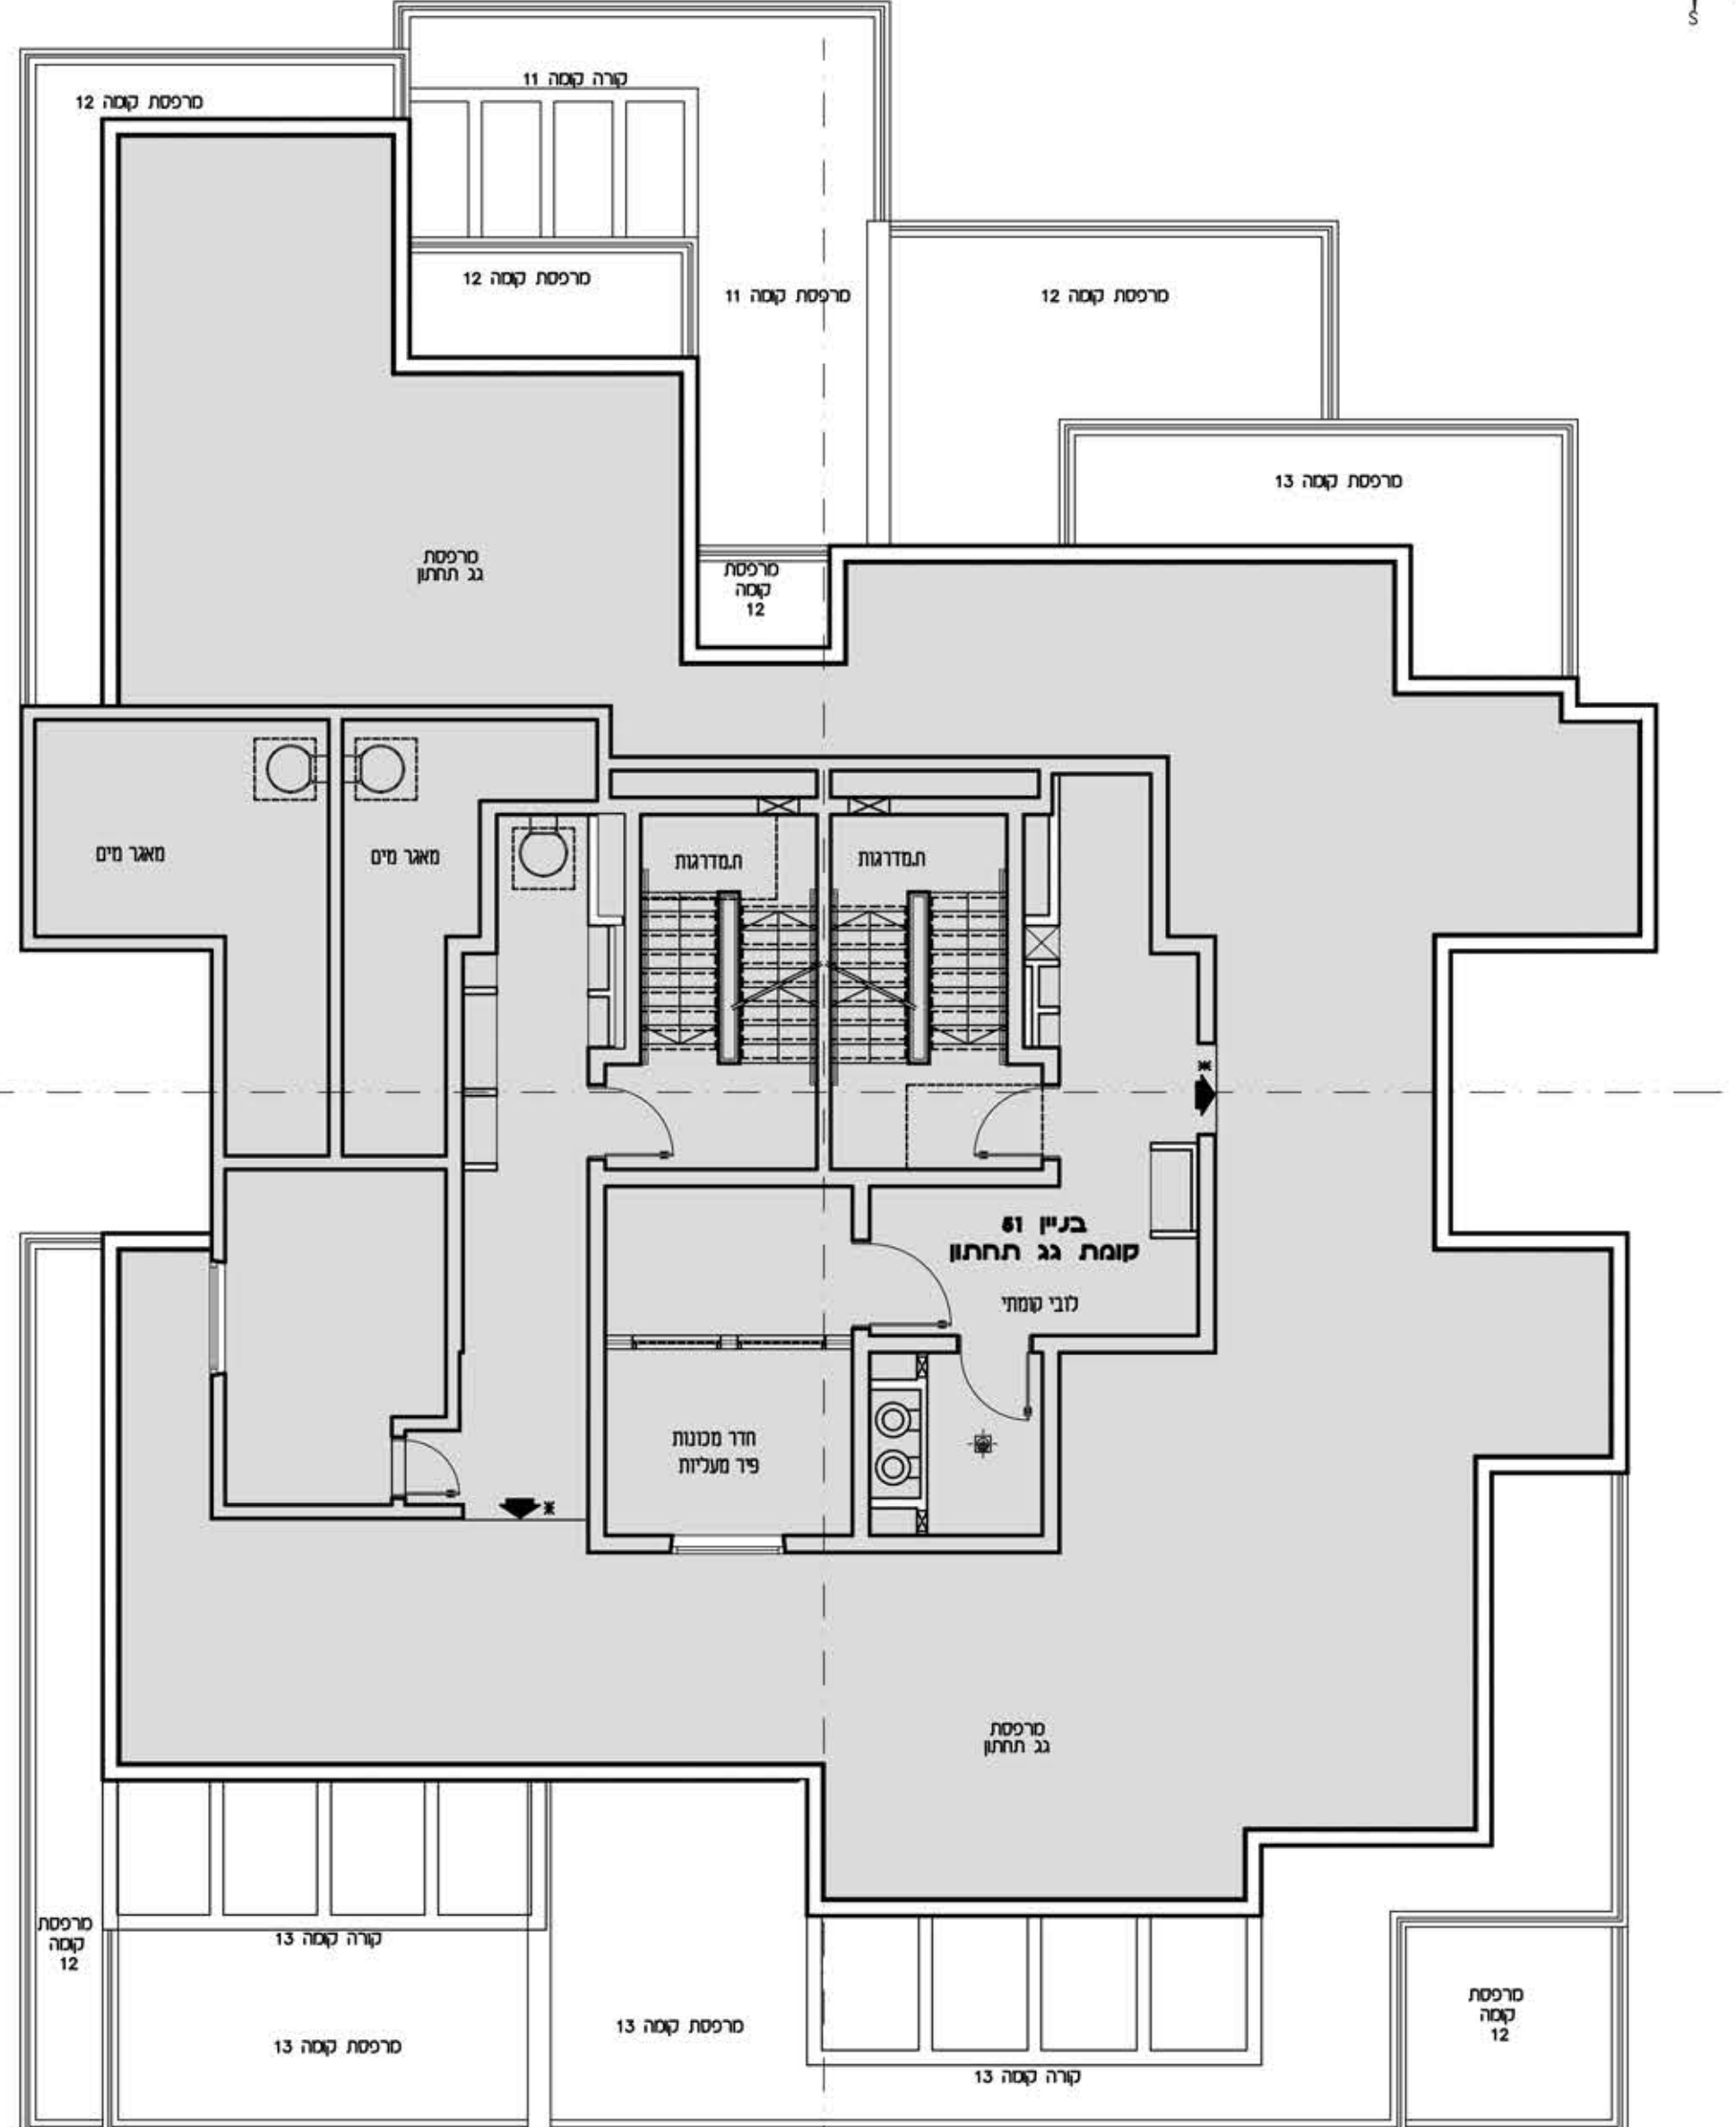 S
קורה קומה 11
מרפסת קומה 12
מרפסת קומה 12
מרפסת קומה 11
מרפסת קומה 12
מרפסת קומה 13
מרפסת
גג תחתון
מרפסת
קומה
12
מאגר מים
מאגר מים
ח.מדרגות
ח.מדרגות
בניין 51
קומת גג תחתון
לובי קומתי
חדר מכונות
פיר מעליות
מרפסת
גג תחתון
מרפסת
קומה
12
קורה קומה 13
מרפסת קומה 13
מרפסת קומה 13
קורה קומה 13
מרפסת
קומה
12